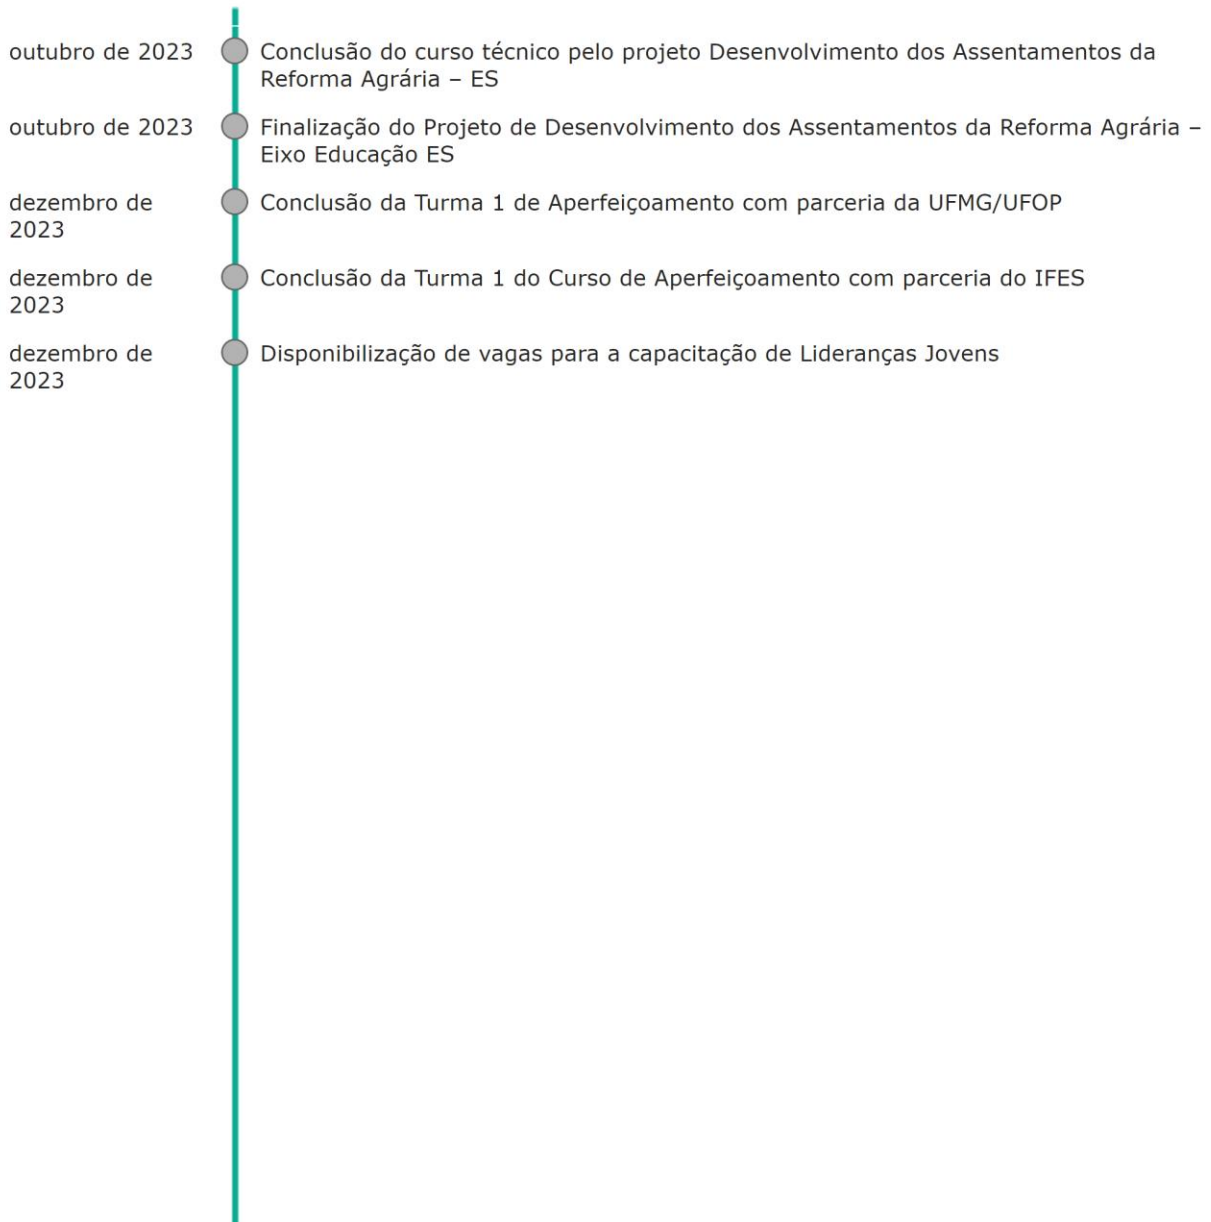 outubro de 2023
Conclusão do curso técnico pelo projeto Desenvolvimento dos Assentamentos da
Reforma Agrária – ES
outubro de 2023
Finalização do Projeto de Desenvolvimento dos Assentamentos da Reforma Agrária –
Eixo Educação ES
dezembro de
2023
Conclusão da Turma 1 de Aperfeiçoamento com parceria da UFMG/UFOP
dezembro de
2023
Conclusão da Turma 1 do Curso de Aperfeiçoamento com parceria do IFES
dezembro de
2023
Disponibilização de vagas para a capacitação de Lideranças Jovens